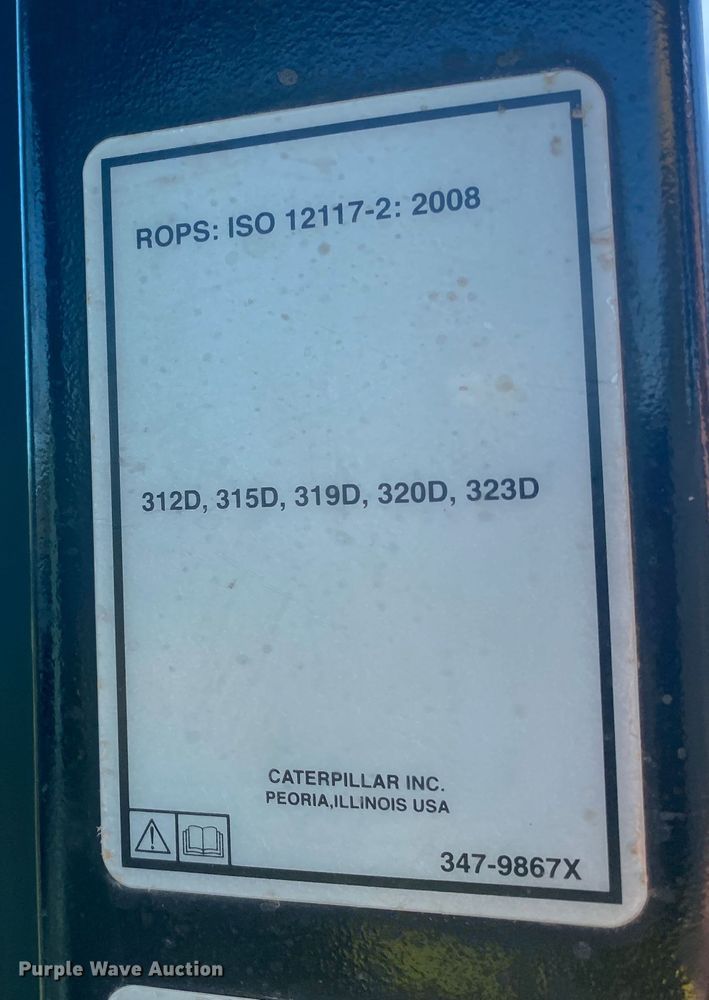 ROPS: ISO 12117-2: 2008
312D, 315D, 319D, 320D, 323D
CATERPILLAR INC.
PEORIA,ILLINOIS USA
347-9867X
Purple Wave Auction